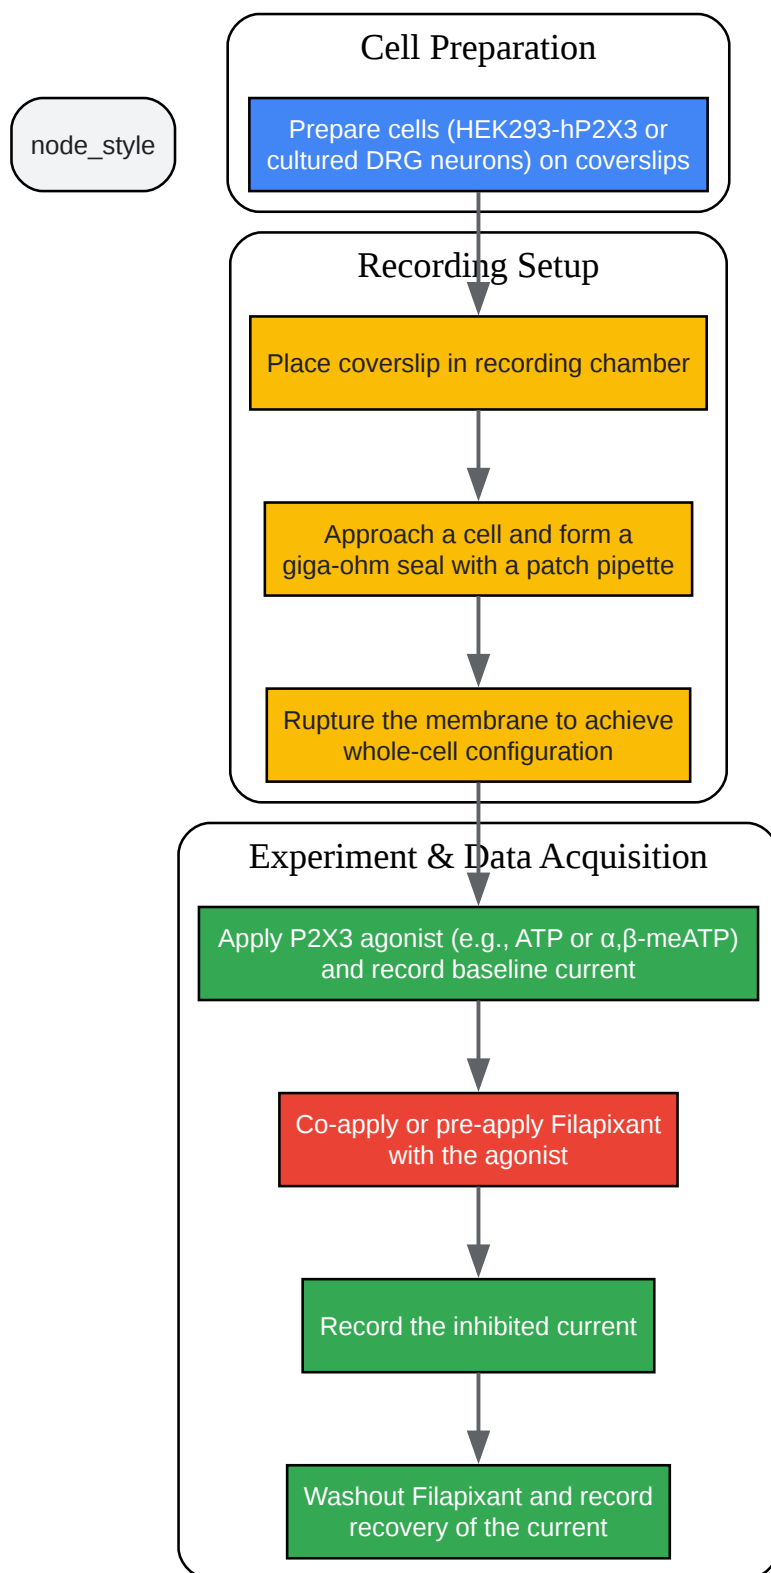 Cell Preparation
node_style
Prepare cells (HEK293-hP2X3 or
cultured DRG neurons) on coverslips
Recording Setup
Place coverslip in recording chamber
Approach a cell and form a
giga-ohm seal with a patch pipette
Rupture the membrane to achieve
whole-cell configuration
Experiment & Data Acquisition
Apply P2X3 agonist (e.g., ATP or α,β-meATP)
and record baseline current
Co-apply or pre-apply Filapixant
with the agonist
Record the inhibited current
Washout Filapixant and record
recovery of the current